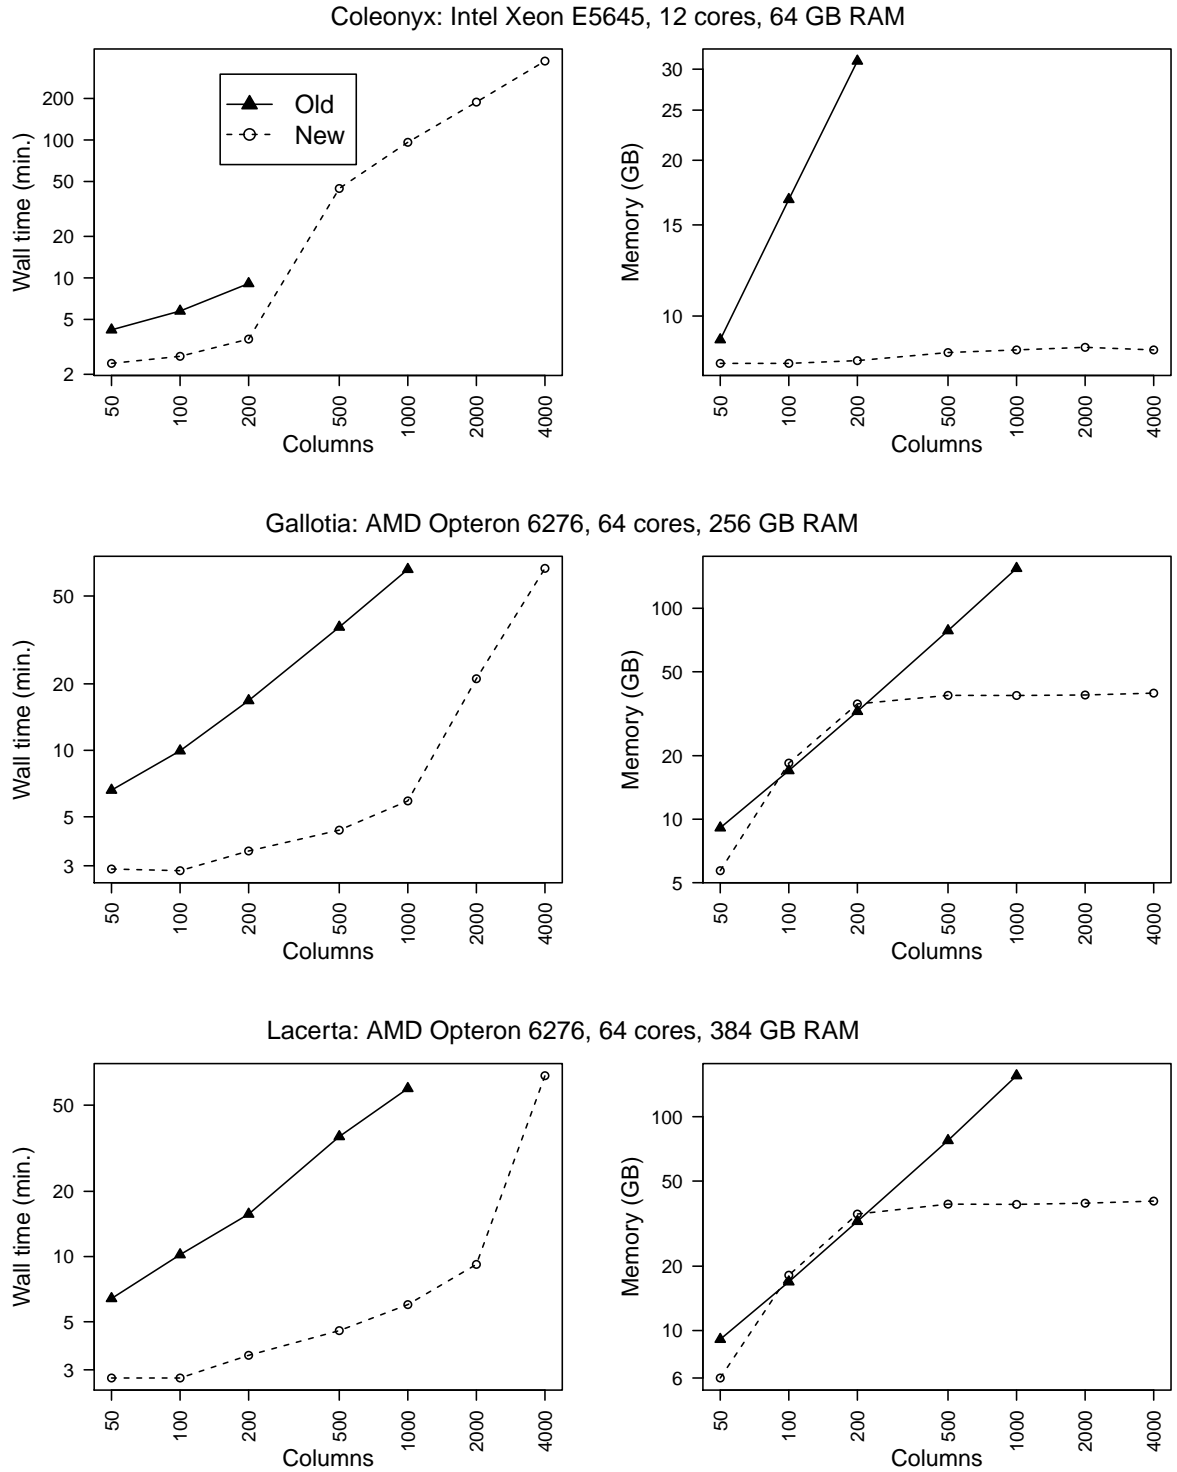 Coleonyx: Intel Xeon E5645, 12 cores, 64 GB RAM
Wall time (min.)
200
100
50
20
10
5
2
Old
New
50 100 200 500 1000 2000 4000
Columns
Memory (GB)
30
25
20
15
10
50 100 200 500 1000 2000 4000
Columns
Gallotia: AMD Opteron 6276, 64 cores, 256 GB RAM
Wall time (min.)
50
20
10
5
3
50 100 200 500 1000 2000 4000
Columns
Memory (GB)
100
50
20
10
5
50 100 200 500 1000 2000 4000
Columns
Lacerta: AMD Opteron 6276, 64 cores, 384 GB RAM
Wall time (min.)
50
20
10
5
3
50 100 200 500 1000 2000 4000
Columns
Memory (GB)
100
50
20
10
6
50 100 200 500 1000 2000 4000
Columns